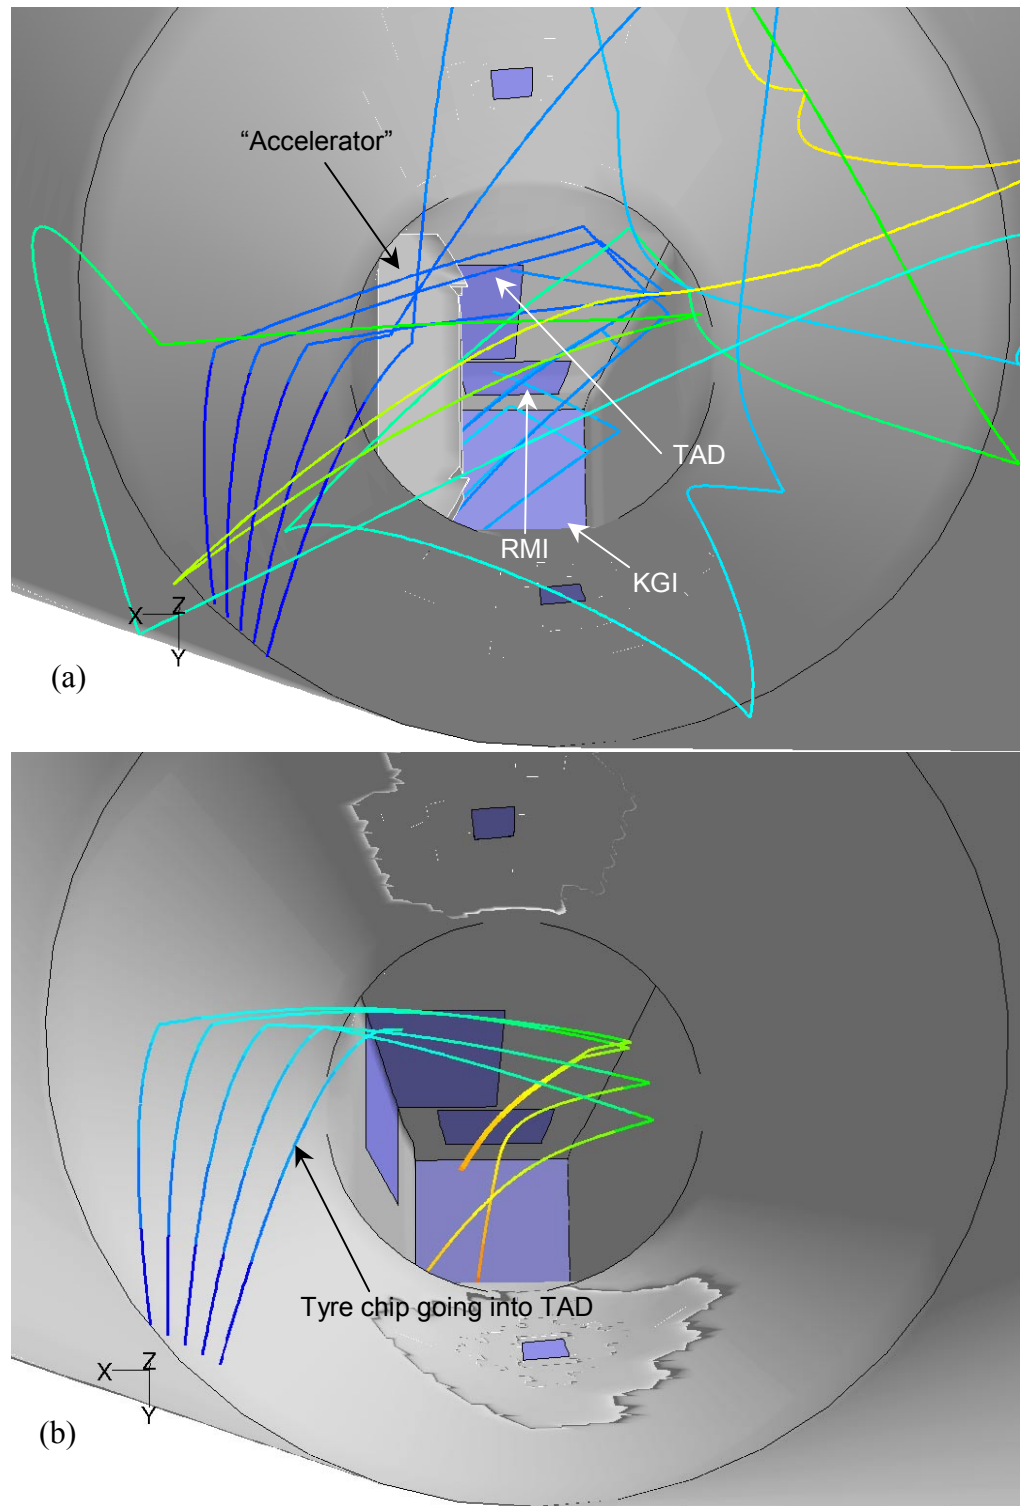 “Accelerator”
TAD
RMI
KGI
X
Z
Y
(a)
Tyre chip going into TAD
X
Z
Y
(b)